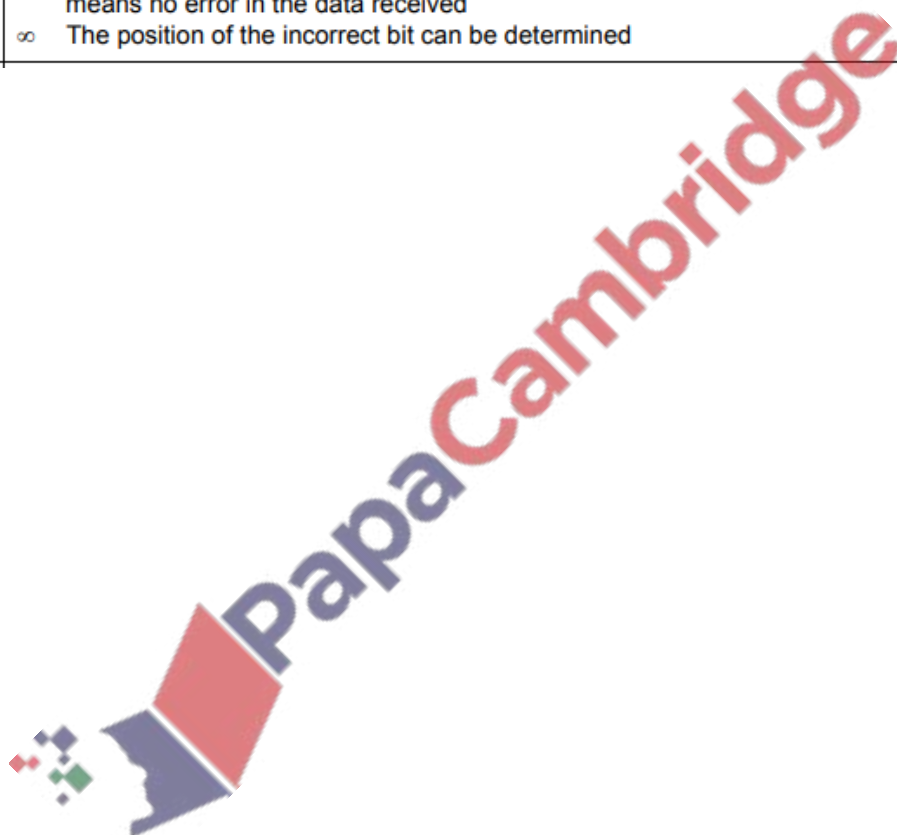 means no error in the data received
∞ The position of the incorrect bit can be determined
PapaCambridge